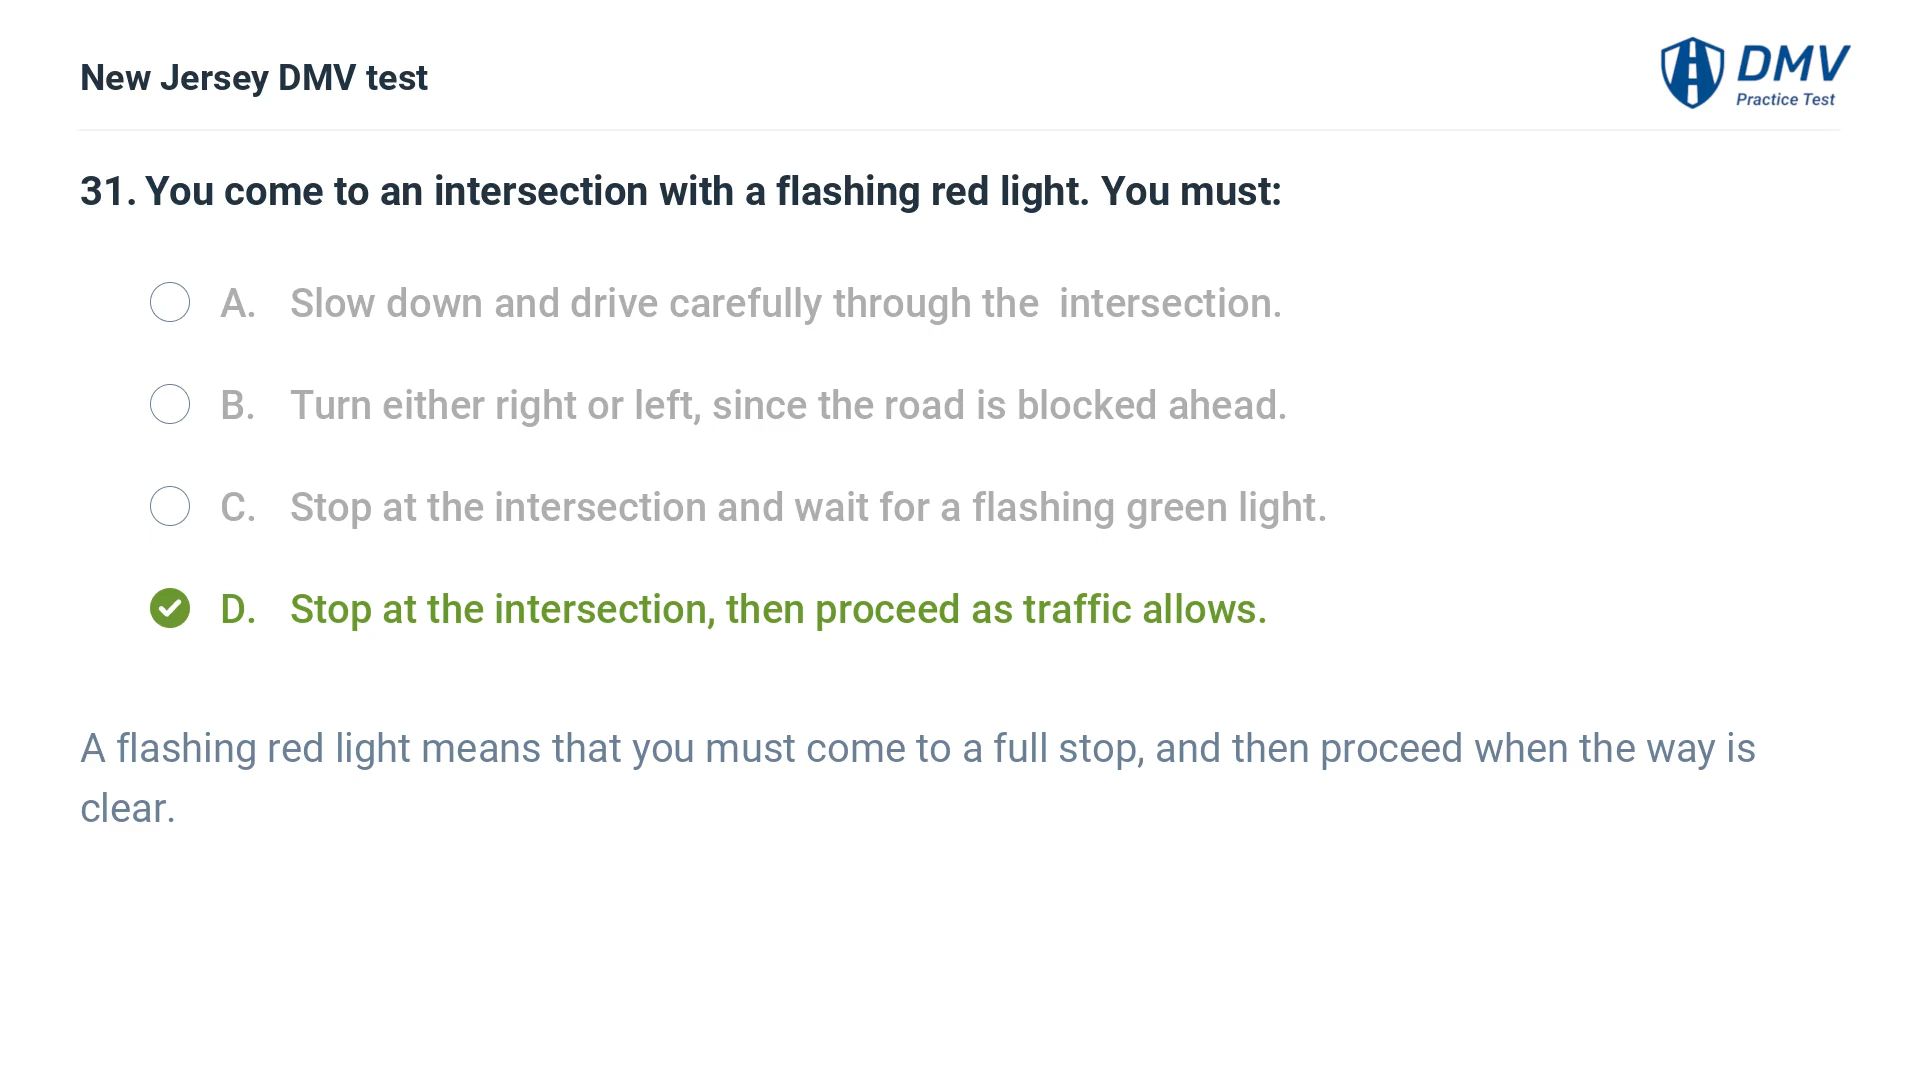 New Jersey DMV test
DMV
Practice Test
31. You come to an intersection with a flashing red light. You must:
A. Slow down and drive carefully through the  intersection.
B. Turn either right or left, since the road is blocked ahead.
C. Stop at the intersection and wait for a flashing green light.
D. Stop at the intersection, then proceed as traffic allows.
A flashing red light means that you must come to a full stop, and then proceed when the way is
clear.